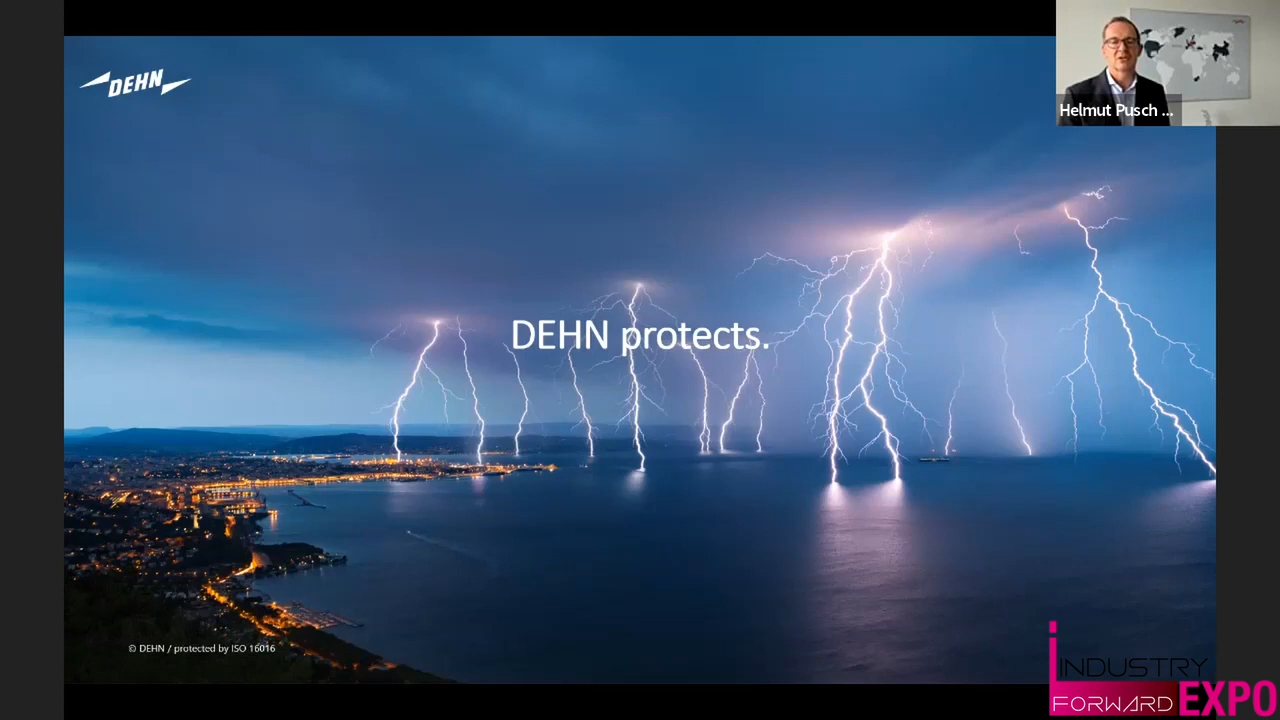 DEHN
Helmut Pusch ...
DEHN protects.
© DEHN / protected by ISO 16016
INDUSTRY
FORWARD EXPO